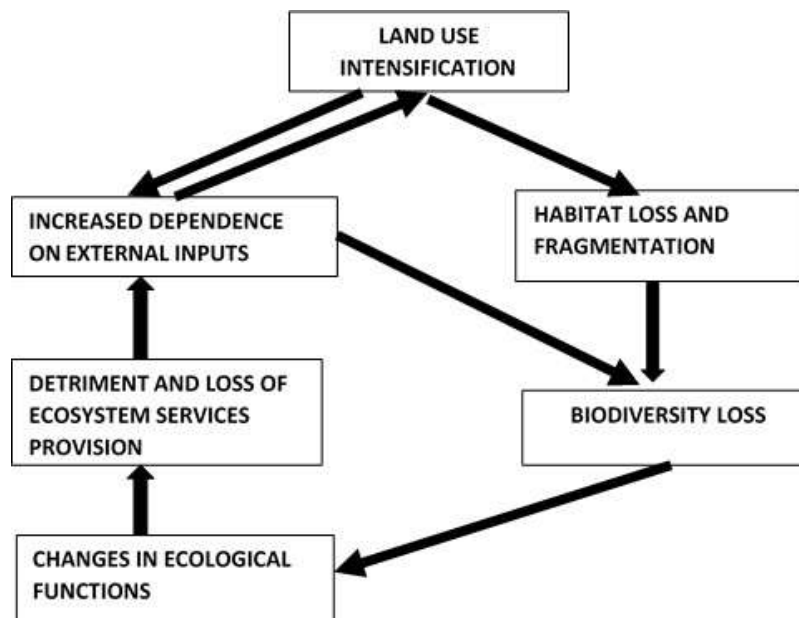 LAND USE
INTENSIFICATION
INCREASED DEPENDENCE
ON EXTERNAL INPUTS
HABITAT LOSS AND
FRAGMENTATION
DETRIMENT AND LOSS OF
ECOSYSTEM SERVICES
PROVISION
BIODIVERSITY LOSS
CHANGES IN ECOLOGICAL
FUNCTIONS